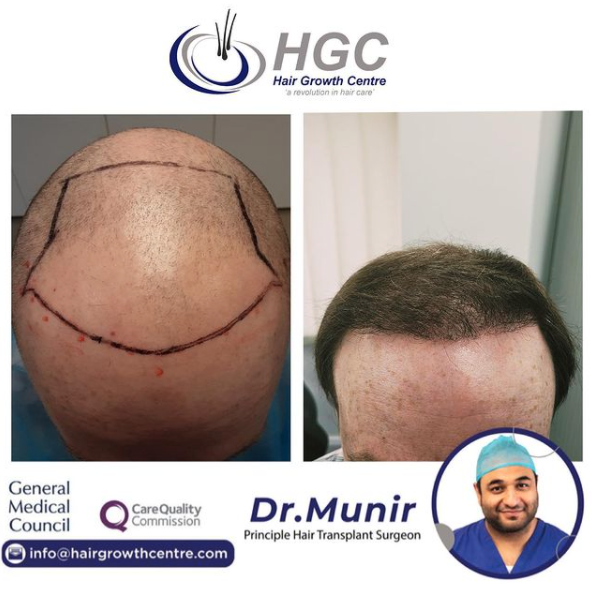 HGC
Hair Growth Centre
'a revolution in hair care'
General
Medical
Council
CareQuality
Commission
info@hairgrowthcentre.com
Dr.Munir
Principle Hair Transplant Surgeon